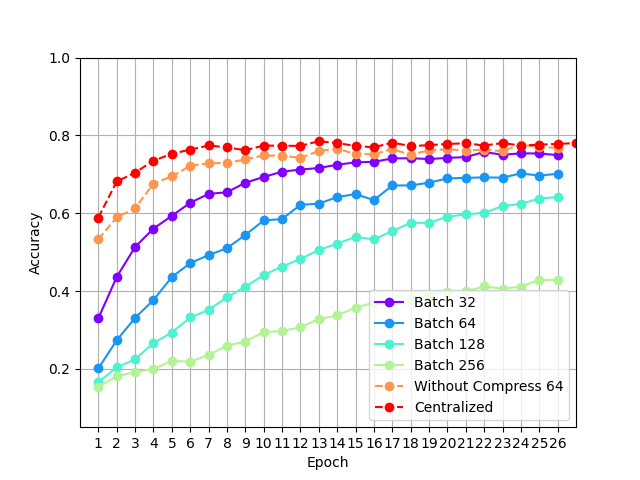 1.0
0.8
0.6
0.4
0.2
Accuracy
Batch 32
Batch 64
Batch 128
Batch 256
Without Compress 64
Centralized
1 2 3 4 5 6 7 8 9 10 11 12 13 14 15 16 17 18 19 20 21 22 23 24 25 26
Epoch